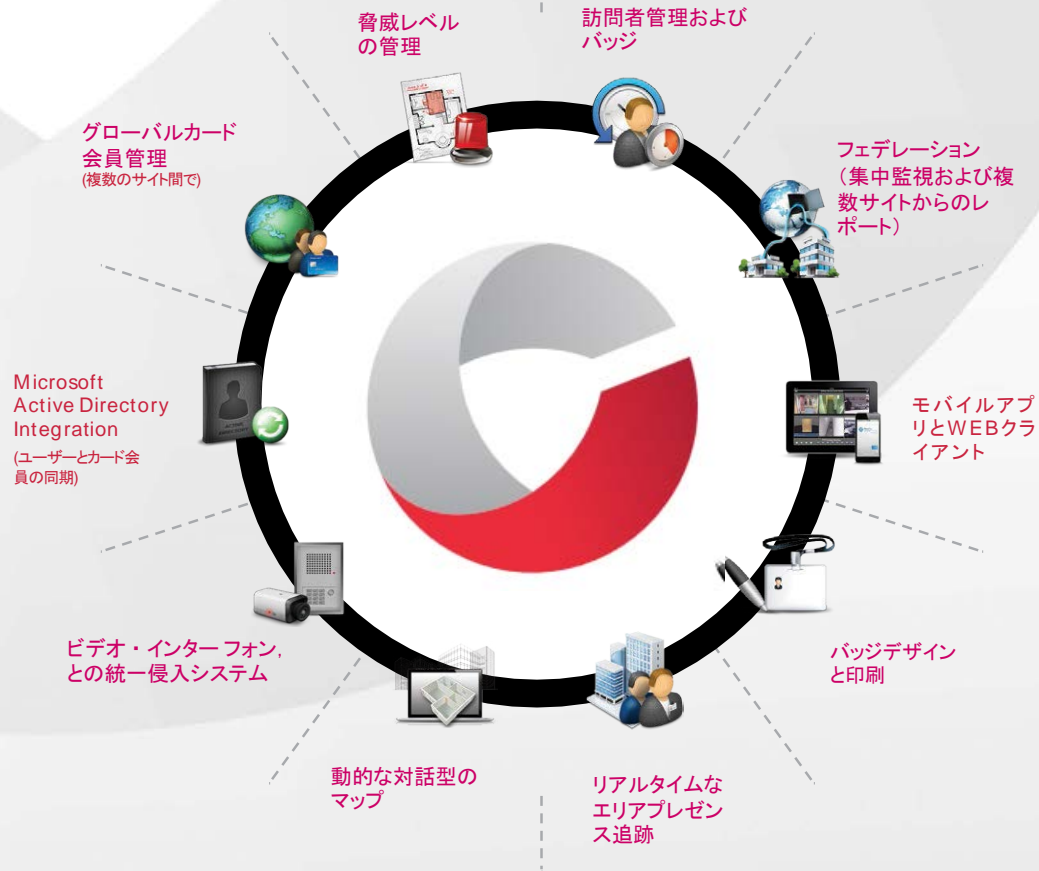 脅威レベル
の管理
訪問者管理および
バッジ
グローバルカード
会員管理
(複数のサイト間で)
フェデレーション
（集中監視および複
数サイトからのレ
ポート）
Microsoft
Active Directory
Integration
(ユーザーとカード会
員の同期)
ACTIVE
DIRECTORY
モバイルアプ
リとWEBクラ
イアント
ビデオ・インターフォン,
との統一侵入システム
バッジデザイン
と印刷
動的な対話型の
マップ
リアルタイムな
エリアプレゼン
ス追跡